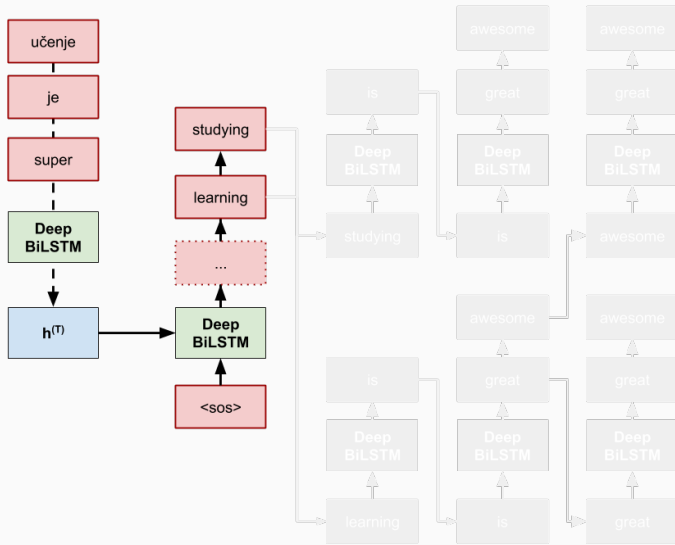 učenje
je
super
Deep
BiLSTM
h(T)
studying
learning
...
Deep
BiLSTM
<sos>
is
Deep
BiLSTM
studying
awesome
great
Deep
BiLSTM
is
awesome
great
Deep
BiLSTM
awesome
is
Deep
BiLSTM
learning
awesome
great
Deep
BiLSTM
is
awesome
great
Deep
BiLSTM
great